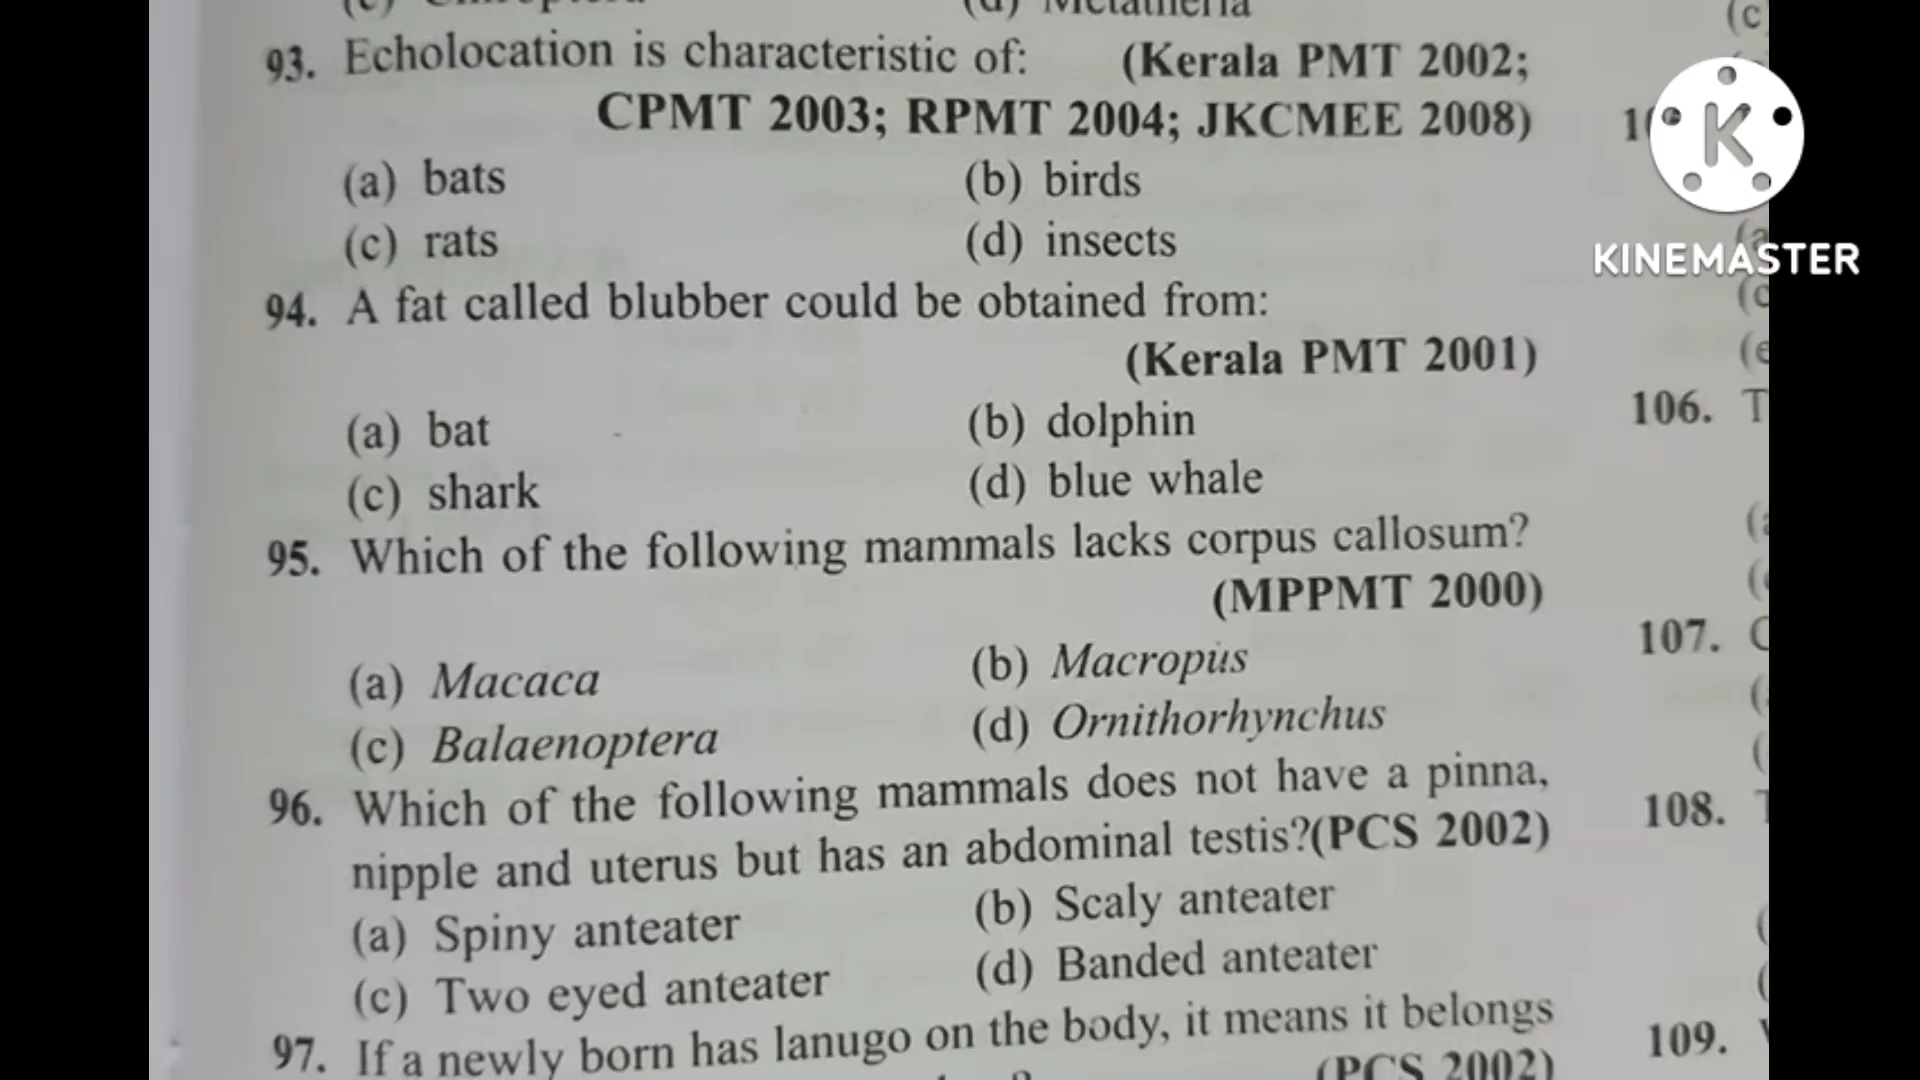 93. Echolocation is characteristic of: (Kerala PMT 2002;
CPMT 2003; RPMT 2004; JKCMEE 2008)
(a) bats (b) birds
(c) rats (d) insects
94. A fat called blubber could be obtained from:
(Kerala PMT 2001)
(a) bat (b) dolphin
(c) shark (d) blue whale
95. Which of the following mammals lacks corpus callosum?
(MPPMT 2000)
(a) Macaca (b) Macropus
(c) Balaenoptera (d) Ornithorhynchus
96. Which of the following mammals does not have a pinna,
nipple and uterus but has an abdominal testis?(PCS 2002)
(a) Spiny anteater (b) Scaly anteater
(c) Two eyed anteater (d) Banded anteater
97. If a newly born has lanugo on the body, it means it belongs
(PCS 2002)
(c
(a
(c
(e
106. T
107.
108. T
109.
K
KINEMASTER